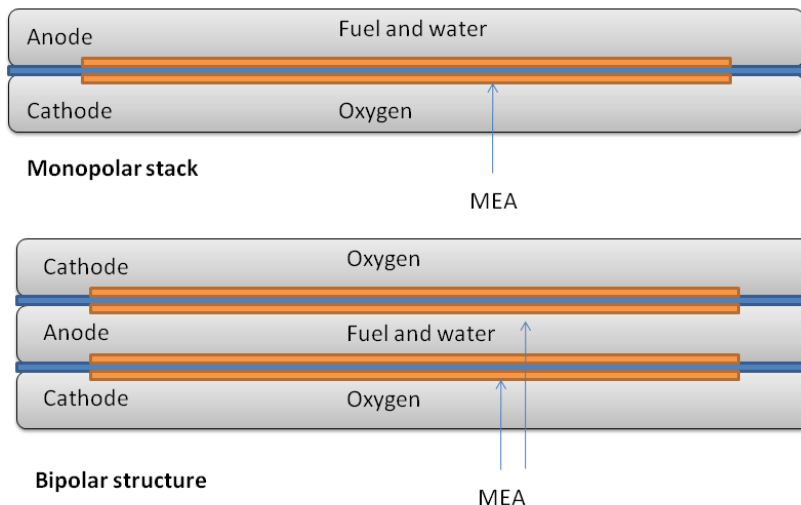 Anode Fuel and water
Cathode Oxygen
Monopolar stack
MEA
Cathode Oxygen
Anode Fuel and water
Cathode Oxygen
Bipolar structure
MEA